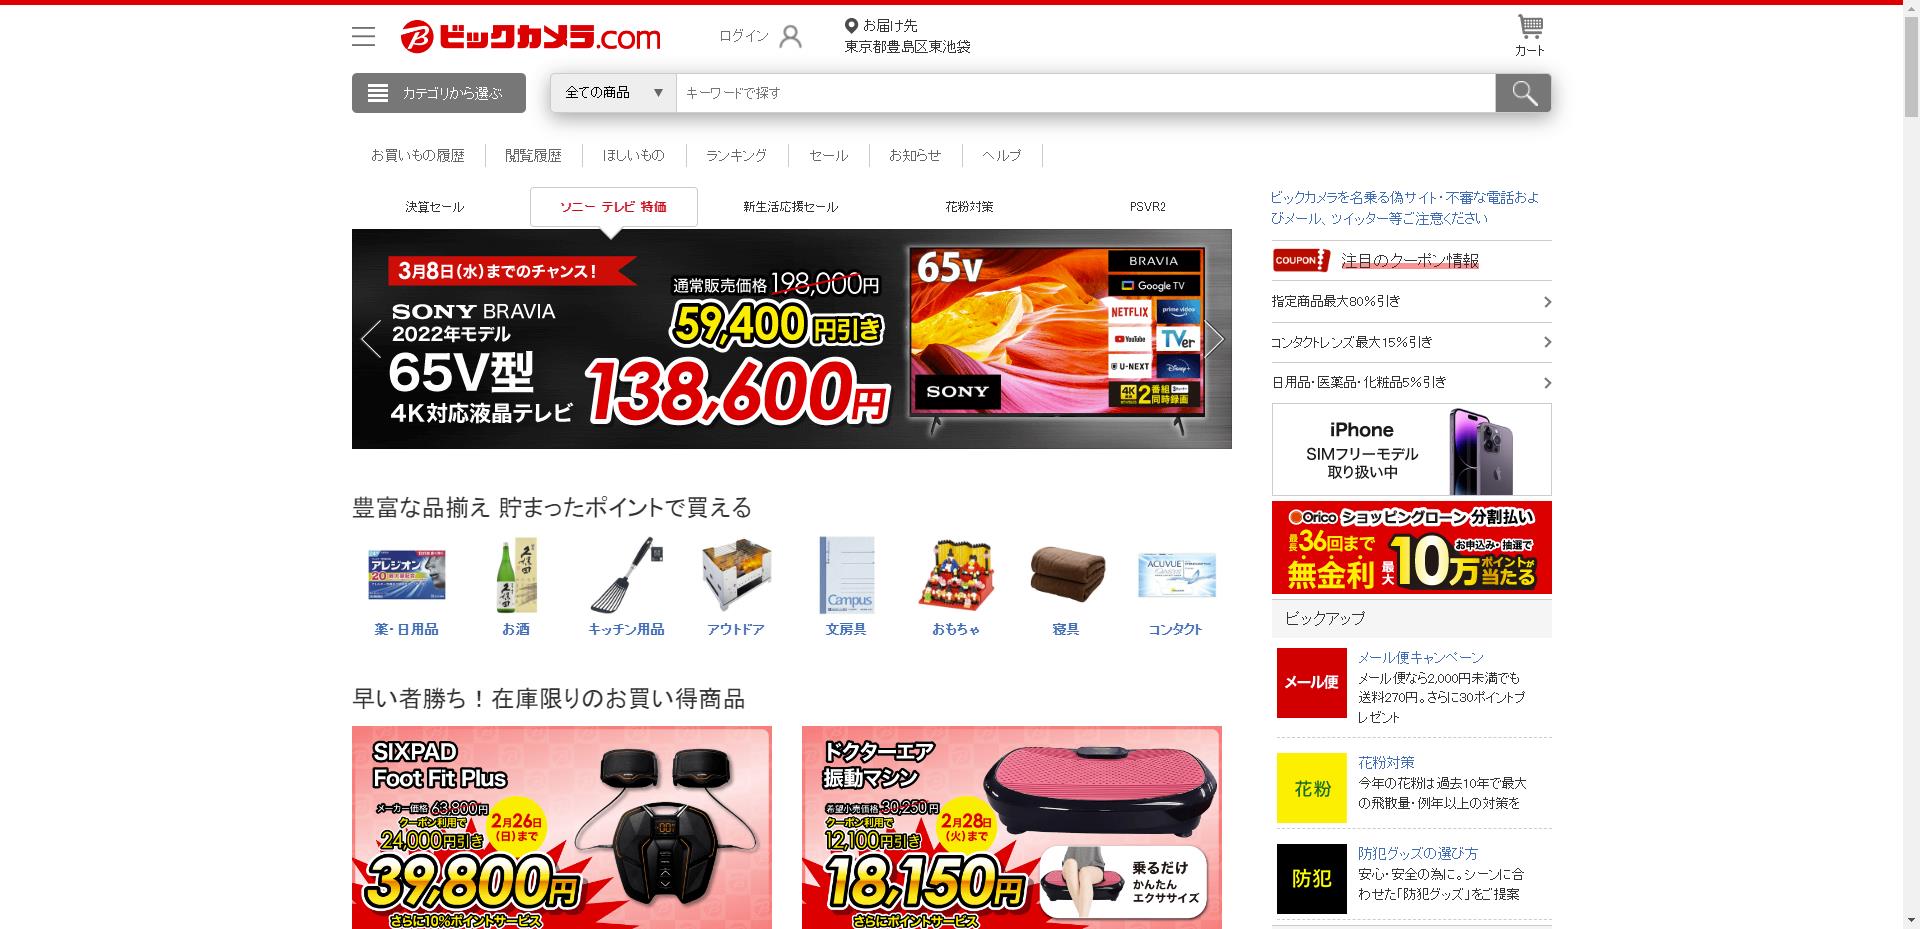 ビックカメラ.com
ログイン
お届け先
東京都豊島区東池袋
カート
カテゴリから選ぶ
全ての商品 ▼
キーワードで探す
お買いもの履歴
閲覧履歴
ほしいもの
ランキング
セール
お知らせ
ヘルプ
決算セール
ソニー テレビ 特価
新生活応援セール
花粉対策
PSVR2
3月8日(水)までのチャンス!
SONY BRAVIA
2022年モデル
65V型
4K対応液晶テレビ
通常販売価格 198,000円
59,400円引き
138,600円
65v
BRAVIA
Google TV
NETFLIX
prime video
YouTube
TVer
U-NEXT
Disney+
SONY
4K
2番組
同時録画
豊富な品揃え 貯まったポイントで買える
アレジオン
20
久保田
Campus
ACUVUE
薬・日用品
お酒
キッチン用品
アウトドア
文房具
おもちゃ
寝具
コンタクト
早い者勝ち！在庫限りのお買い得商品
SIXPAD
Foot Fit Plus
メーカー価格 63,800円
クーポン利用で
24,000円引き
2月26日
(日)まで
39,800円
さらに10%ポイントサービス
ドクターエア
振動マシン
希望小売価格 30,250円
クーポン利用で
12,100円引き
2月28日
(火)まで
18,150円
さらにポイントサービス
乗るだけ
かんたん
エクササイズ
ビックカメラを名乗る偽サイト・不審な電話およ
びメール、ツイッター等ご注意ください
COUPON!
注目のクーポン情報
指定商品最大80％引き
コンタクトレンズ最大15％引き
日用品・医薬品・化粧品5％引き
iPhone
SIMフリーモデル
取り扱い中
Orico ショッピングローン 分割払い
最長36回まで
無金利
お申込み・抽選で
最大10万ポイントが
当たる
ピックアップ
メール便
メール便キャンペーン
メール便なら2,000円未満でも
送料270円。さらに30ポイントプ
レゼント
花粉
花粉対策
今年の花粉は過去10年で最大
の飛散量・例年以上の対策を
防犯
防犯グッズの選び方
安心・安全の為に。シーンに合
わせた「防犯グッズ」をご提案